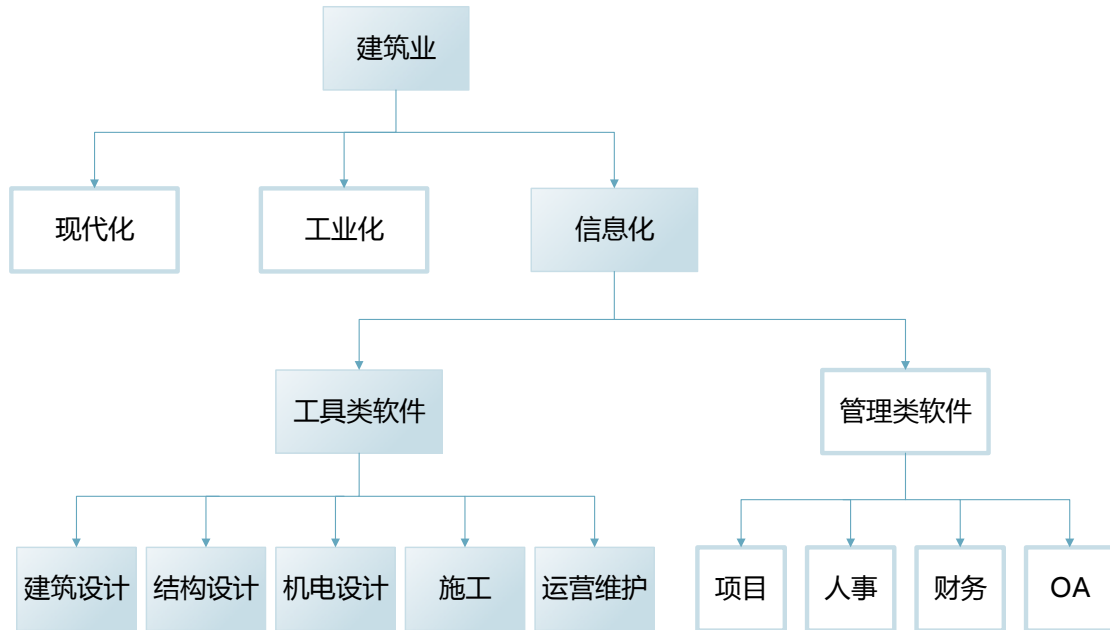 建筑业
现代化
工业化
信息化
工具类软件
管理类软件
建筑设计
结构设计
机电设计
施工
运营维护
项目
人事
财务
OA